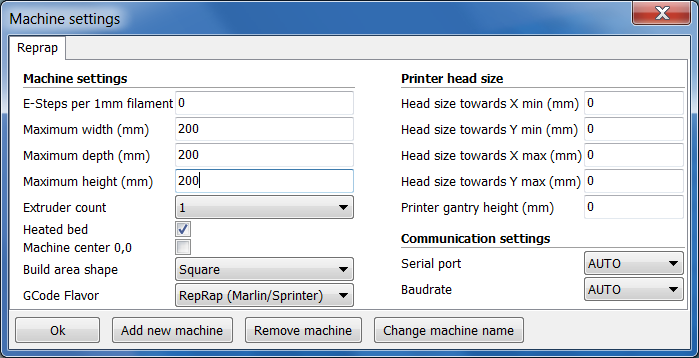 Machine settings
Reprap
Machine settings
E-Steps per 1mm filament 0
Maximum width (mm) 200
Maximum depth (mm) 200
Maximum height (mm) 200
Extruder count 1
Heated bed
Machine center 0,0
Build area shape Square
GCode Flavor RepRap (Marlin/Sprinter)
Printer head size
Head size towards X min (mm) 0
Head size towards Y min (mm) 0
Head size towards X max (mm) 0
Head size towards Y max (mm) 0
Printer gantry height (mm) 0
Communication settings
Serial port AUTO
Baudrate AUTO
Ok Add new machine Remove machine Change machine name